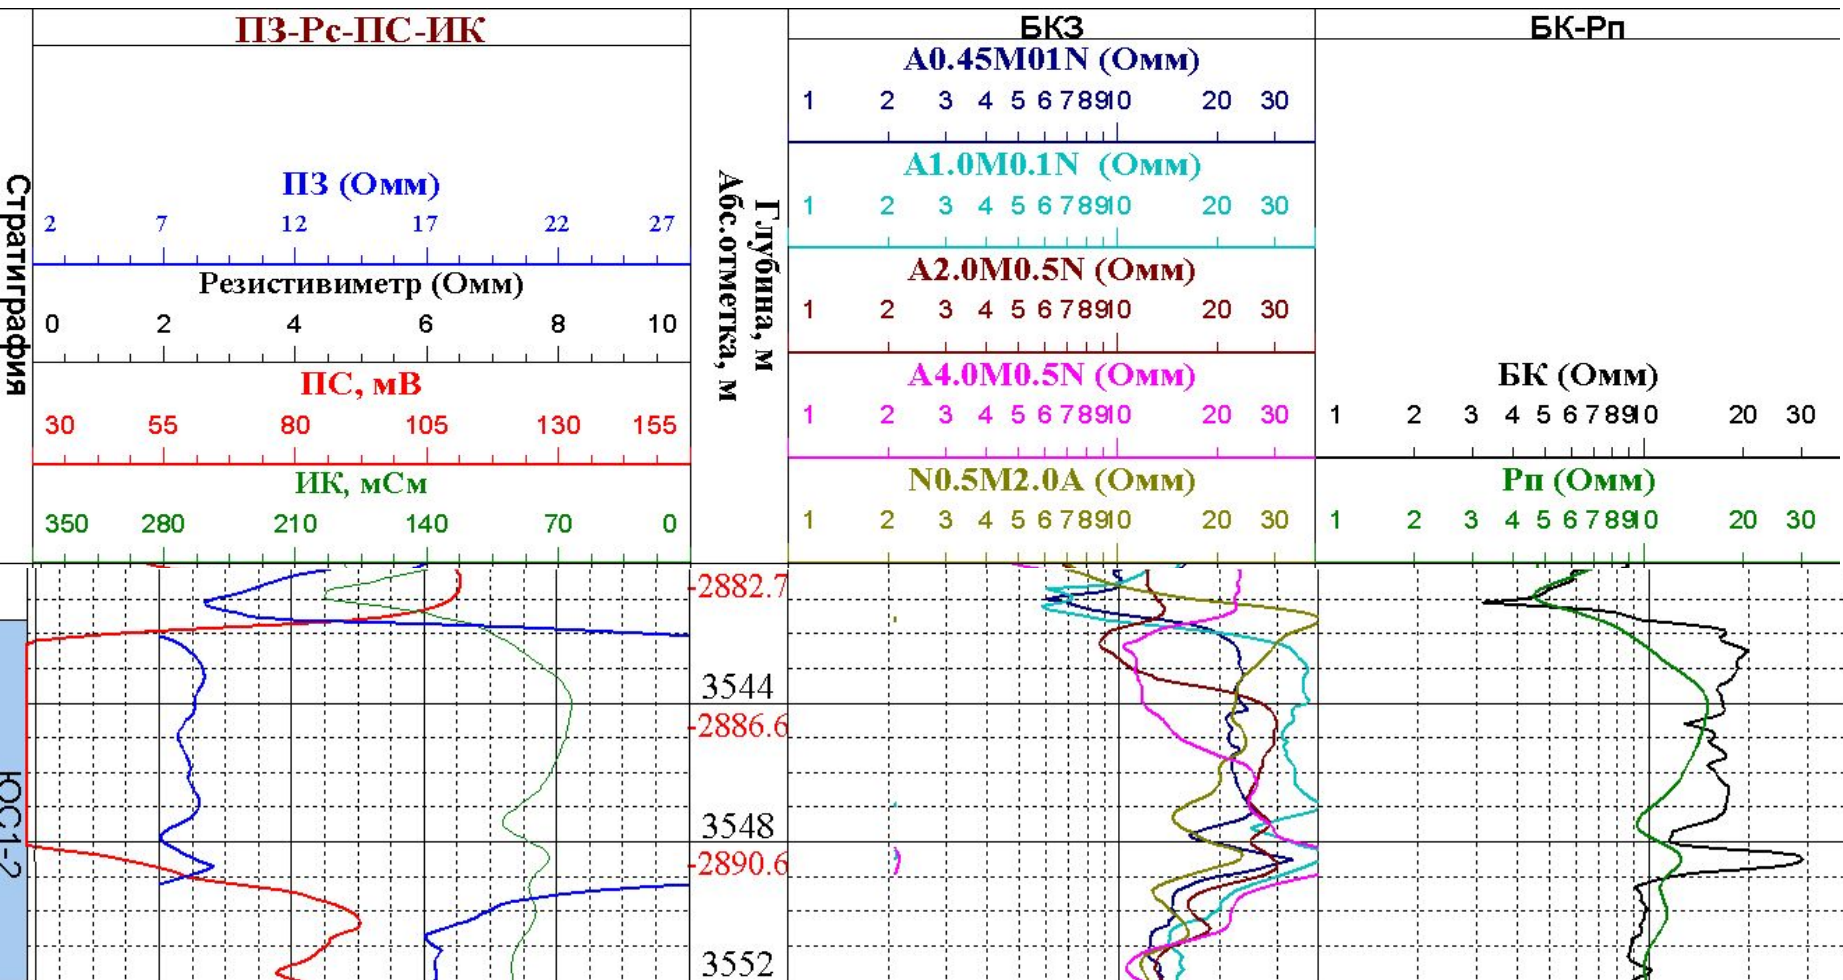 ПЗ-Рс-ПС-ИК
БКЗ
БК-Рп
Стратиграфия
ПЗ (Омм)
2 7 12 17 22 27
Резистивиметр (Омм)
0 2 4 6 8 10
ПС, мВ
30 55 80 105 130 155
ИК, мСм
350 280 210 140 70 0
Глубина, м
Абс.отметка, м
A0.45M01N (Омм)
1 2 3 4 5 6 7 8 9 10 20 30
A1.0M0.1N (Омм)
1 2 3 4 5 6 7 8 9 10 20 30
A2.0M0.5N (Омм)
1 2 3 4 5 6 7 8 9 10 20 30
A4.0M0.5N (Омм)
1 2 3 4 5 6 7 8 9 10 20 30
N0.5M2.0A (Омм)
1 2 3 4 5 6 7 8 9 10 20 30
БК (Омм)
1 2 3 4 5 6 7 8 9 10 20 30
Рп (Омм)
1 2 3 4 5 6 7 8 9 10 20 30
-2882.7
3544
-2886.6
3548
-2890.6
3552
ЮС1-2